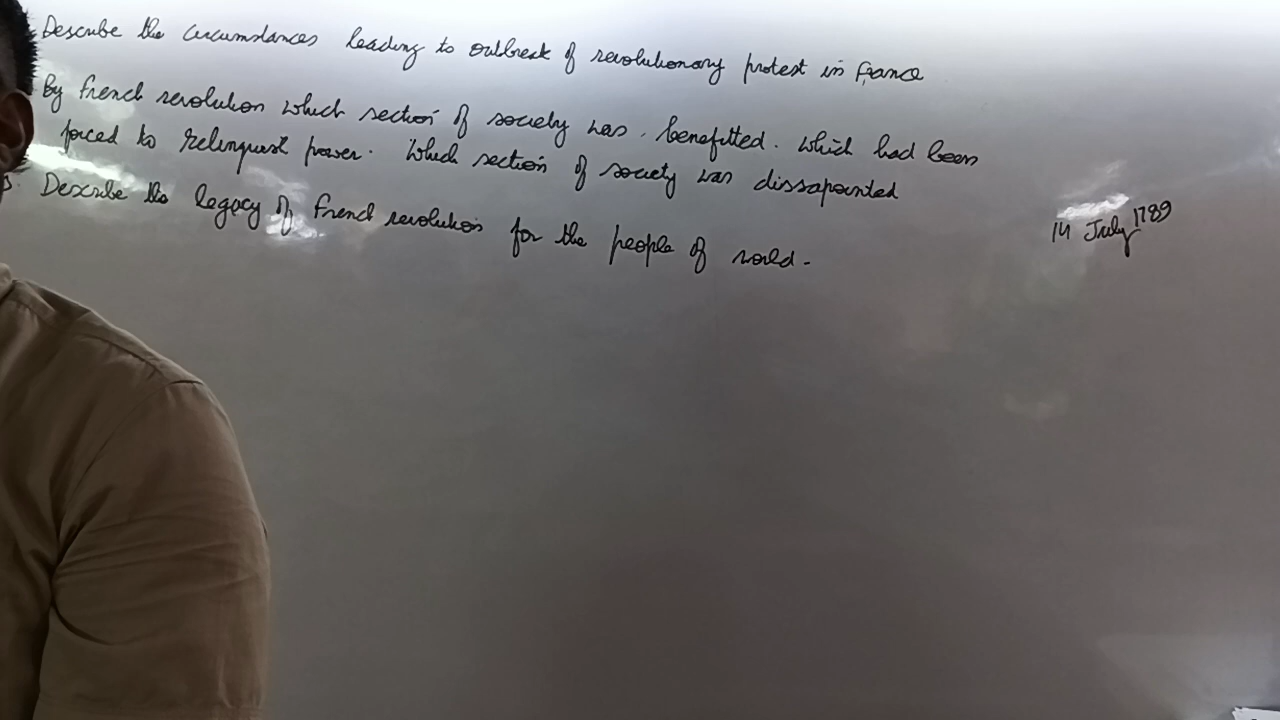 Describe the circumstances leading to outbreak of revolutionary protest in France
By French revolution which section of society was . benefitted. Which had been
forced to relinquist power. Which section of society was dissapointed
3. Describe the legacy of French revolution for the people of world.
14 July 1789